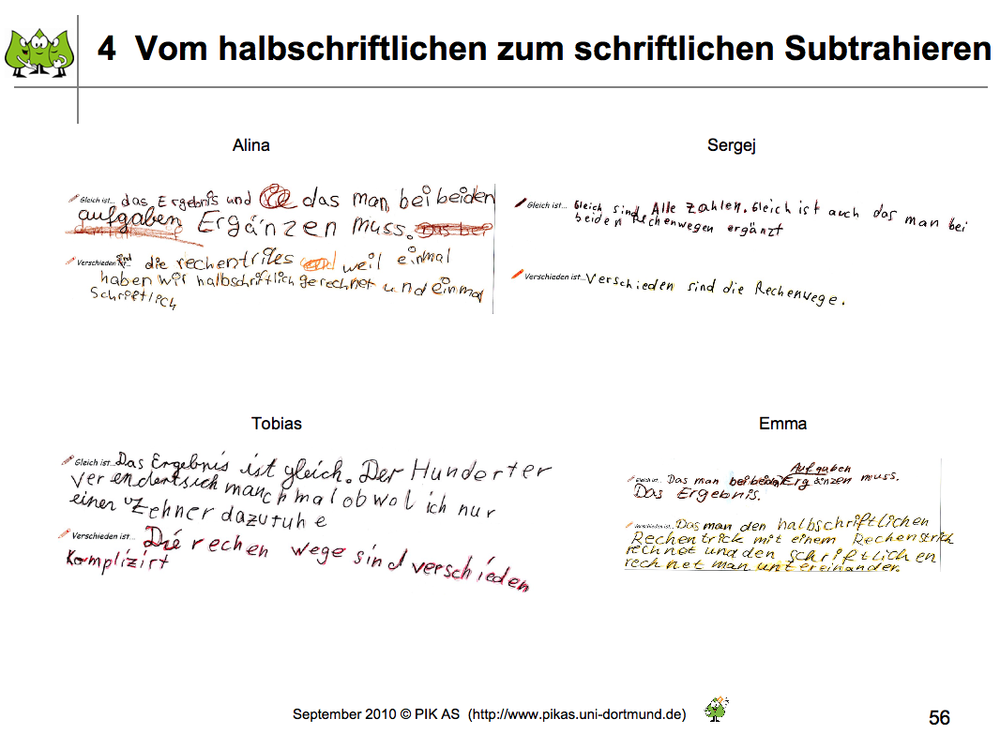 4 Vom halbschriftlichen zum schriftlichen Subtrahieren
Alina
Gleich ist... das Ergebnis und das man bei beiden
aufgaben Ergänzen muss.
Verschieden sind die rechentriks weil einmal
haben wir halbschriftlich gerechnet und einmal
Schriftlich
Sergej
Gleich ist... Gleich sind Alle Zahlen. Gleich ist auch das man bei
beiden Rechenwegen ergänzt
Verschieden ist... Verschieden sind die Rechenwege.
Tobias
Gleich ist... Das Ergebnis ist gleich. Der Hunderter
verendert sich manchmal obwol ich nur
einen Zehner dazutuhe
Verschieden ist... Die rechen wege sind verschieden
Komplizirt
Emma
Aufgaben
Gleich ist... Das man bei beiden Ergänzen muss.
Das Ergebnis.
Verschieden ist... Das man den halbschriftlichen
Rechentrick mit einem Rechenstrich
rechnet und den schriftlichen
rechnet man untereinander.
September 2010 © PIK AS (http://www.pikas.uni-dortmund.de)
56